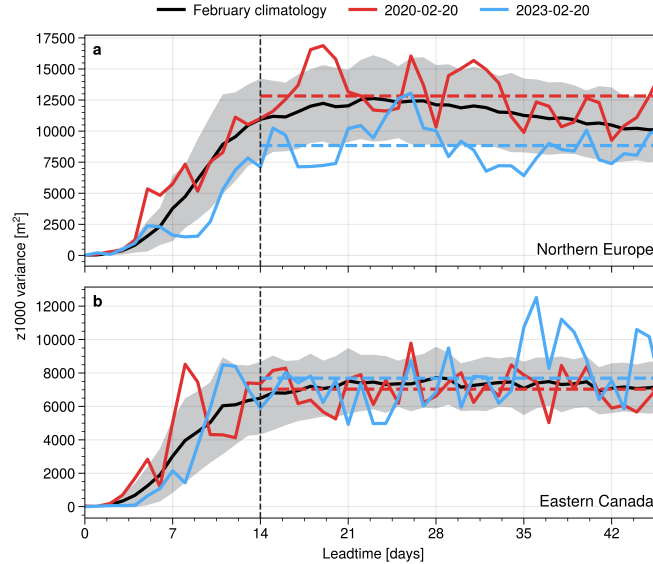 February climatology 2020-02-20 2023-02-20
a
17500
15000
12500
10000
7500
5000
2500
0
Northern Europe
z1000 variance [m²]
b
12000
10000
8000
6000
4000
2000
0
Eastern Canada
0 7 14 21 28 35 42
Leadtime [days]